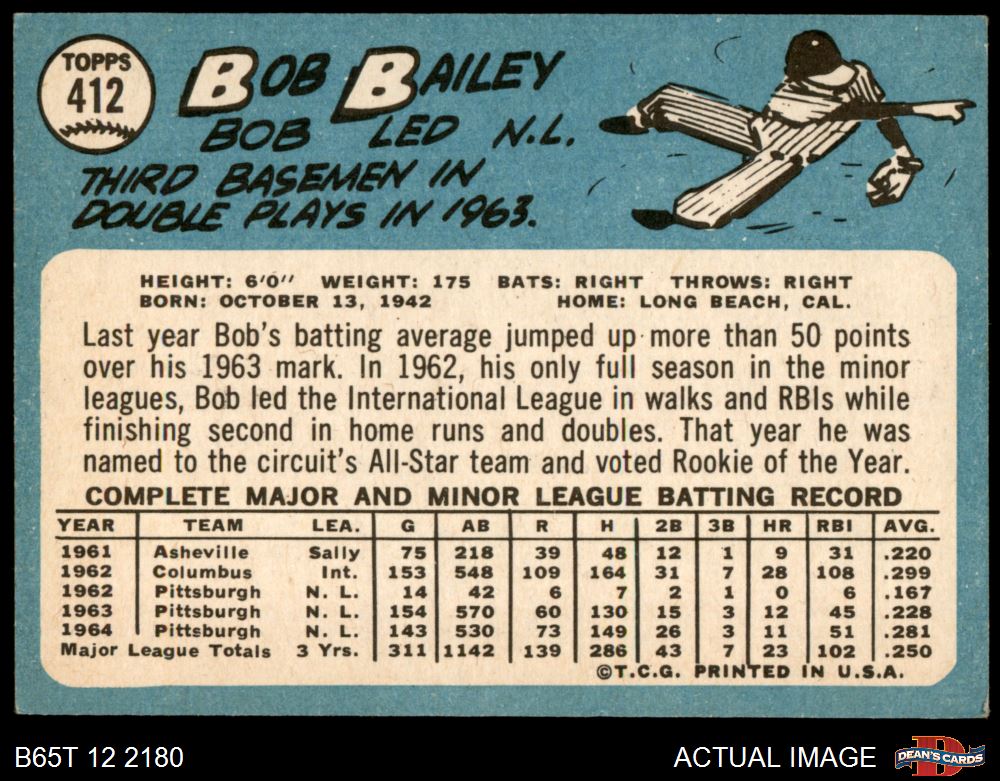 TOPPS
412
BOB BAILEY
BOB LED N.L.
THIRD BASEMEN IN
DOUBLE PLAYS IN 1963.
HEIGHT: 6'0" WEIGHT: 175 BATS: RIGHT THROWS: RIGHT
BORN: OCTOBER 13, 1942 HOME: LONG BEACH, CAL.
Last year Bob's batting average jumped up more than 50 points
over his 1963 mark. In 1962, his only full season in the minor
leagues, Bob led the International League in walks and RBIs while
finishing second in home runs and doubles. That year he was
named to the circuit's All-Star team and voted Rookie of the Year.
COMPLETE MAJOR AND MINOR LEAGUE BATTING RECORD
YEAR TEAM LEA. G AB R H 2B 3B HR RBI AVG.
1961 Asheville Sally 75 218 39 48 12 1 9 31 .220
1962 Columbus Int. 153 548 109 164 31 7 28 108 .299
1962 Pittsburgh N. L. 14 42 6 7 2 1 0 6 .167
1963 Pittsburgh N. L. 154 570 60 130 15 3 12 45 .228
1964 Pittsburgh N. L. 143 530 73 149 26 3 11 51 .281
Major League Totals 3 Yrs. 311 1142 139 286 43 7 23 102 .250
©T.C.G. PRINTED IN U.S.A.
B65T 12 2180 ACTUAL IMAGE DEAN'S CARDS